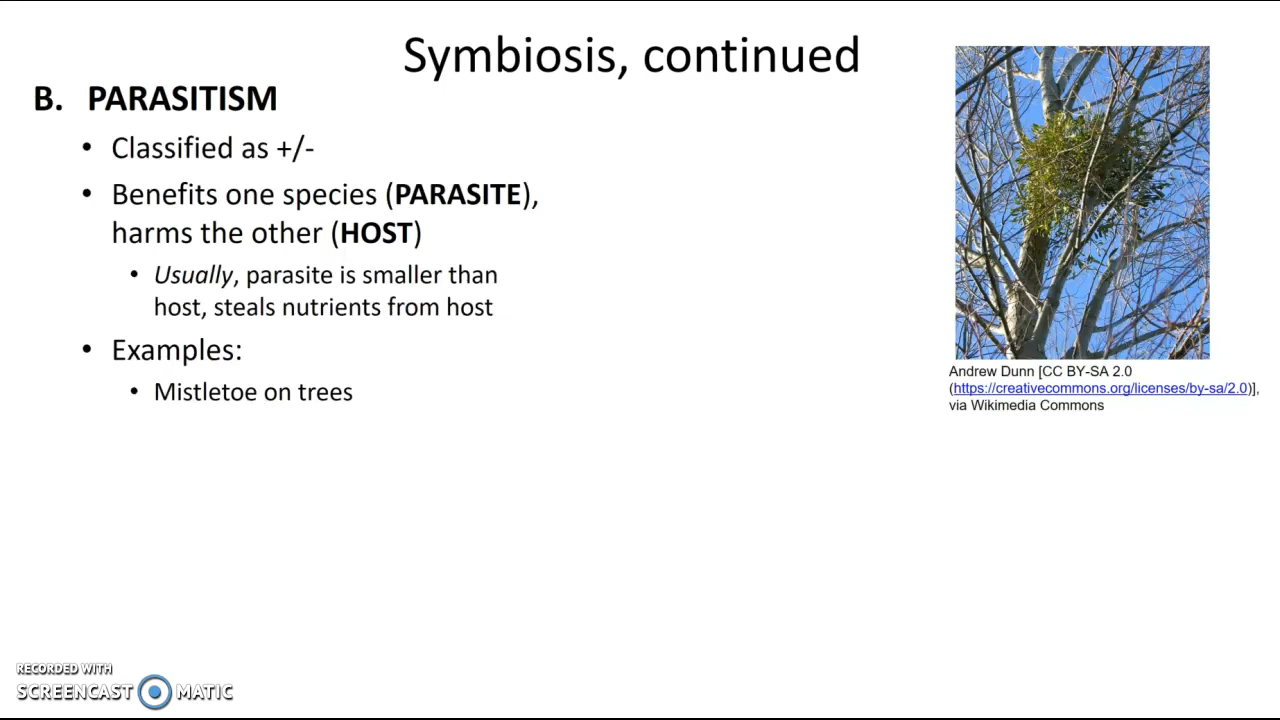 Symbiosis, continued
B. PARASITISM
• Classified as +/-
• Benefits one species (PARASITE),
harms the other (HOST)
• Usually, parasite is smaller than
host, steals nutrients from host
• Examples:
• Mistletoe on trees
Andrew Dunn [CC BY-SA 2.0
(https://creativecommons.org/licenses/by-sa/2.0)],
via Wikimedia Commons
RECORDED WITH
SCREENCAST MATIC